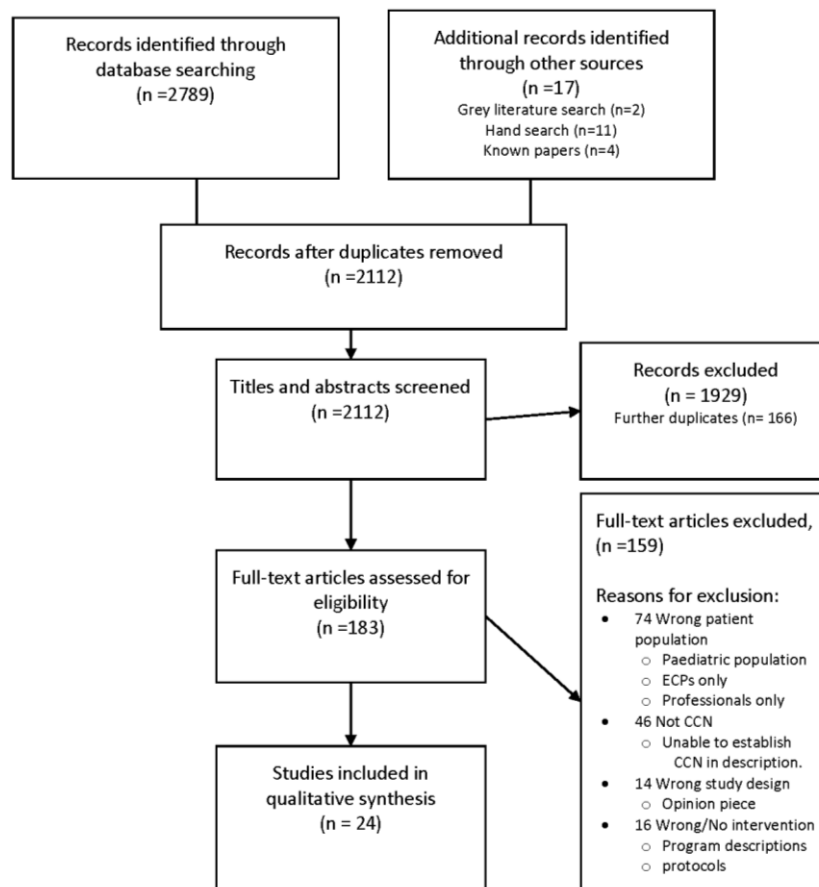 Records identified through
database searching
(n =2789)
Additional records identified
through other sources
(n =17)
Grey literature search (n=2)
Hand search (n=11)
Known papers (n=4)
Records after duplicates removed
(n =2112)
Titles and abstracts screened
(n =2112)
Records excluded
(n = 1929)
Further duplicates (n= 166)
Full-text articles assessed for
eligibility
(n =183)
Full-text articles excluded,
(n =159)
Reasons for exclusion:
• 74 Wrong patient
population
o Paediatric population
o ECPs only
o Professionals only
• 46 Not CCN
o Unable to establish
CCN in description.
• 14 Wrong study design
o Opinion piece
• 16 Wrong/No intervention
o Program descriptions
o protocols
Studies included in
qualitative synthesis
(n = 24)